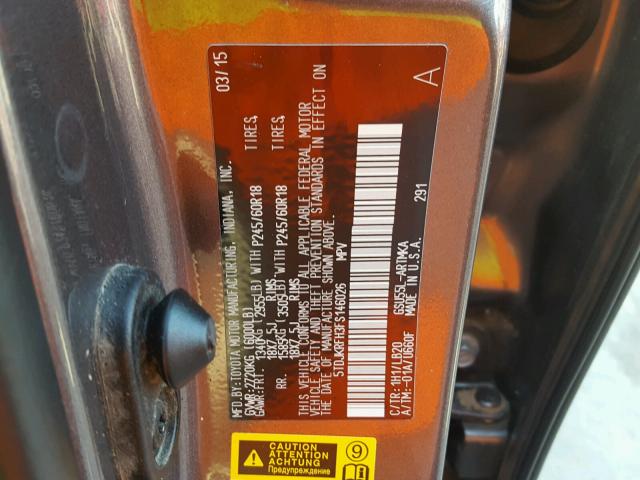 MFD.BY:TOYOTA MOTOR MANUFACTURING, INDIANA, INC. 03/15
GVWR:2720KG (6000LB)
GAWR:FRT. 1340KG (2955LB) WITH P245/60R18 TIRES
18X7.5J RIMS
RR. 1585KG (3505LB) WITH P245/60R18 TIRES
18X7.5J RIMS
THIS VEHICLE CONFORMS TO ALL APPLICABLE FEDERAL MOTOR
VEHICLE SAFETY AND THEFT PREVENTION STANDARDS IN EFFECT ON
THE DATE OF MANUFACTURE SHOWN ABOVE.
5TDJKRFH3FS146026 MPV
C/TR:1H1/LB20 GSU55L-ARTMKA
A/TM:-01A/U660F MADE IN U.S.A. 291 A
CAUTION
ATTENTION
ACHTUNG
Предупреждение
9